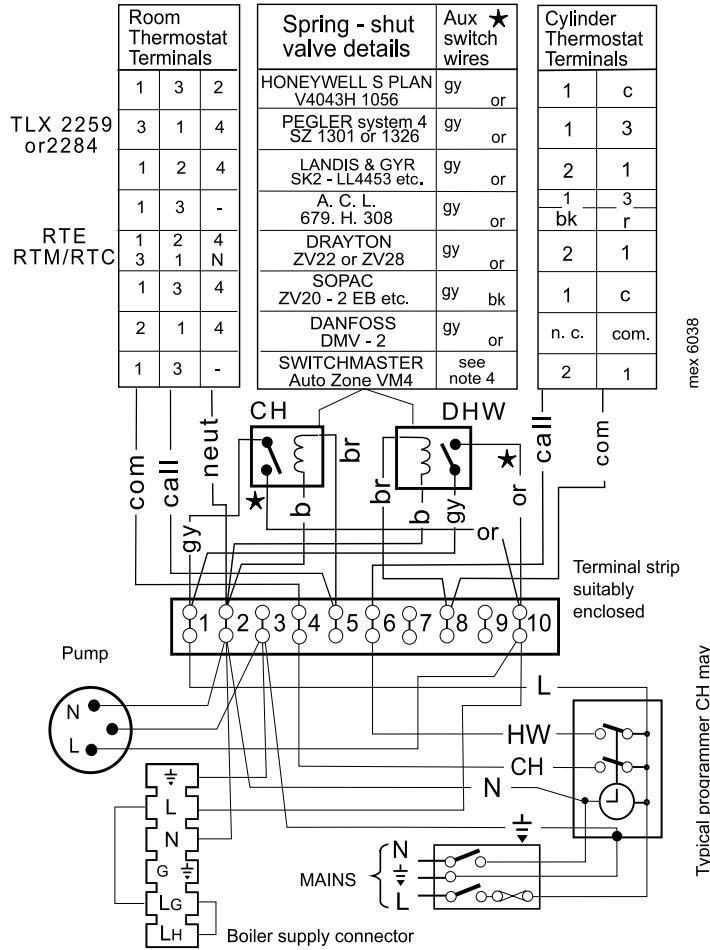 Room
Thermostat
Terminals
Spring - shut
valve details
Aux ★
switch
wires
Cylinder
Thermostat
Terminals
1 3 2
HONEYWELL S PLAN
V4043H 1056
gy
or
1 c
TLX 2259
or2284
3 1 4
PEGLER system 4
SZ 1301 or 1326
gy
or
1 3
1 2 4
LANDIS & GYR
SK2 - LL4453 etc.
gy
or
2 1
1 3 -
A. C. L.
679. H. 308
gy
or
1 3
bk r
RTE
RTM/RTC
1 2 4
3 1 N
DRAYTON
ZV22 or ZV28
gy
or
2 1
1 3 4
SOPAC
ZV20 - 2 EB etc.
gy
bk
1 c
2 1 4
DANFOSS
DMV - 2
gy
or
n. c. com.
1 3 -
SWITCHMASTER
Auto Zone VM4
see
note 4
2 1
mex 6038
CH
DHW
com
call
neut
gy
★
b
br
br
b
gy
★
or
or
call
com
Terminal strip
suitably
enclosed
1 2 3 4 5 6 7 8 9 10
Pump
N
L
L
HW
CH
N
L
N
G
LG
LH
MAINS
N
L
Boiler supply connector
Typical programmer CH may